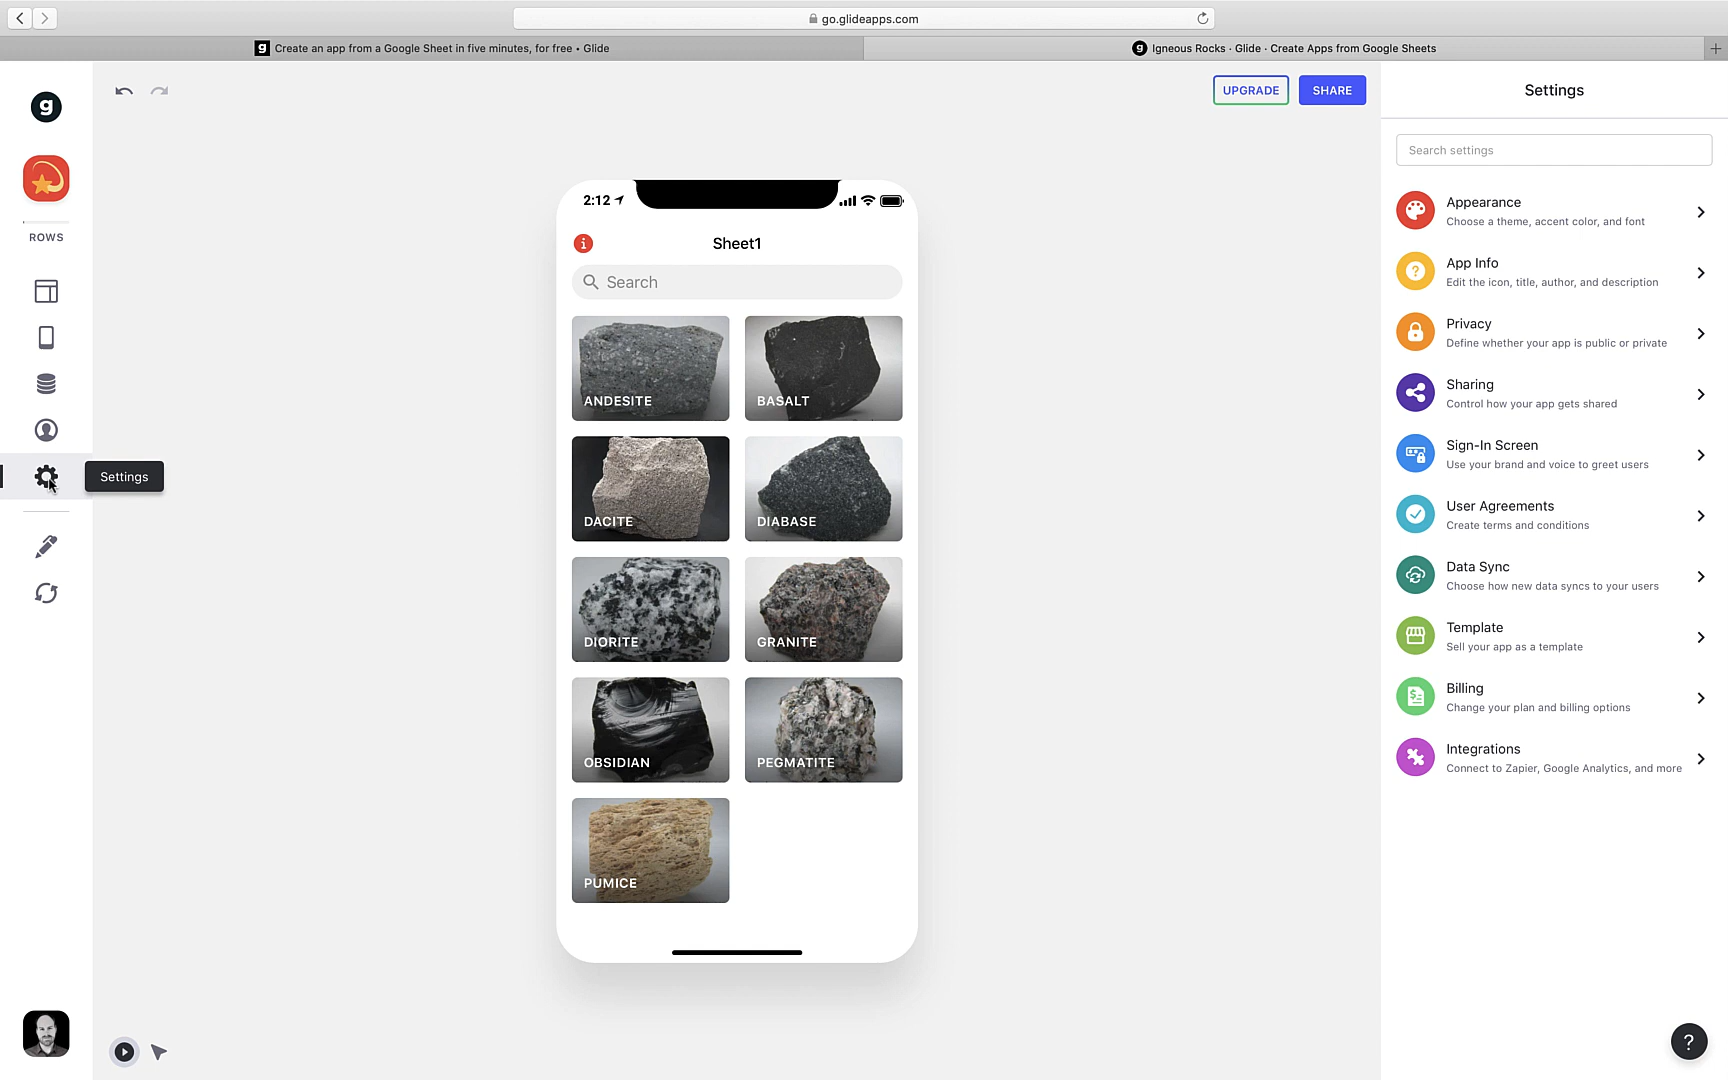 go.glideapps.com
g Create an app from a Google Sheet in five minutes, for free • Glide
g Igneous Rocks · Glide · Create Apps from Google Sheets
g
UPGRADE
SHARE
ROWS
Settings
2:12
Sheet1
Search
ANDESITE
BASALT
DACITE
DIABASE
DIORITE
GRANITE
OBSIDIAN
PEGMATITE
PUMICE
Settings
Search settings
Appearance
Choose a theme, accent color, and font
App Info
Edit the icon, title, author, and description
Privacy
Define whether your app is public or private
Sharing
Control how your app gets shared
Sign-In Screen
Use your brand and voice to greet users
User Agreements
Create terms and conditions
Data Sync
Choose how new data syncs to your users
Template
Sell your app as a template
Billing
Change your plan and billing options
Integrations
Connect to Zapier, Google Analytics, and more
?